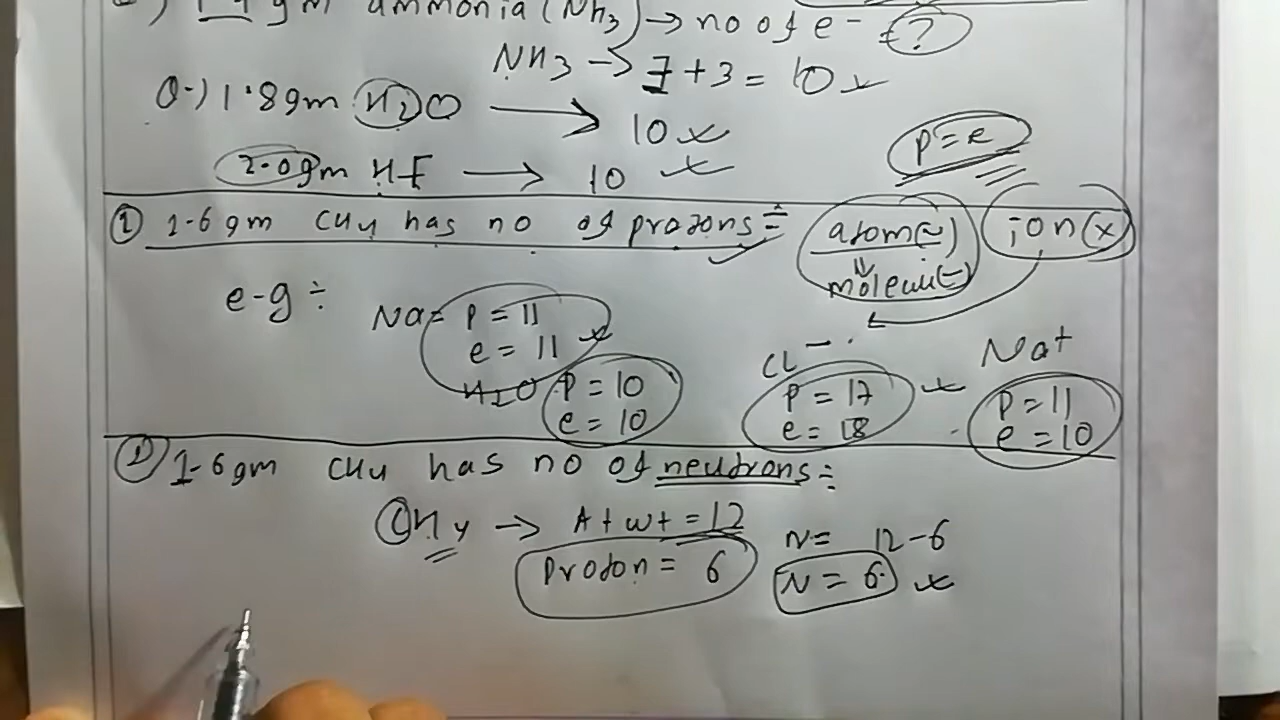 gm ammonia (NH3) → no of e- = ?
NH3 → 7 + 3 = 10
Q-) 1.8gm H2O → 10
2.0gm HF → 10
p = e
① 1.6 gm CH4 has no of protons ÷
atom(~) ion(x)
molecule(~)
e-g ÷
Na = p = 11
e = 11
H2O p = 10
e = 10
Cl-
p = 17
e = 18
Na+
p = 11
e = 10
1.6 gm CH4 has no of neutrons ÷
CH4 → At wt = 12
Proton = 6
N = 12-6
N = 6